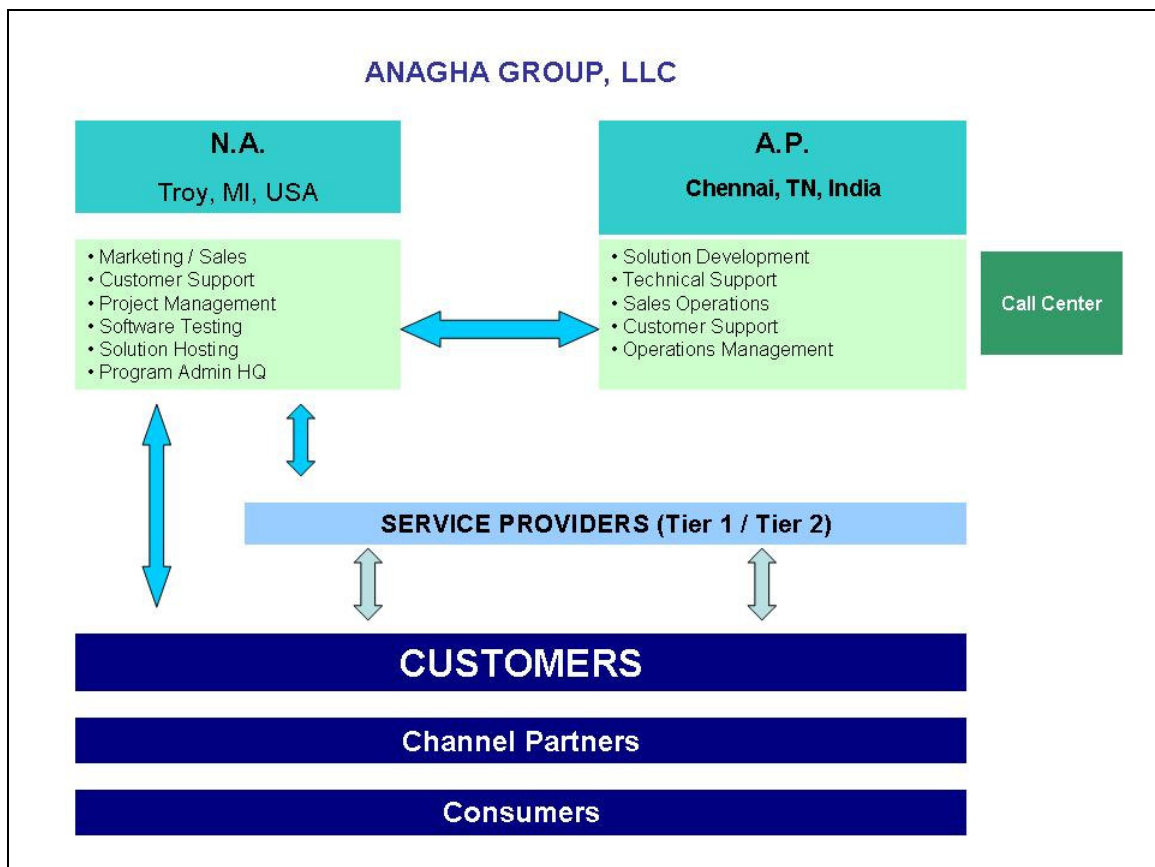 ANAGHA GROUP, LLC
N.A.
Troy, MI, USA
• Marketing / Sales
• Customer Support
• Project Management
• Software Testing
• Solution Hosting
• Program Admin HQ
A.P.
Chennai, TN, India
• Solution Development
• Technical Support
• Sales Operations
• Customer Support
• Operations Management
Call Center
SERVICE PROVIDERS (Tier 1 / Tier 2)
CUSTOMERS
Channel Partners
Consumers